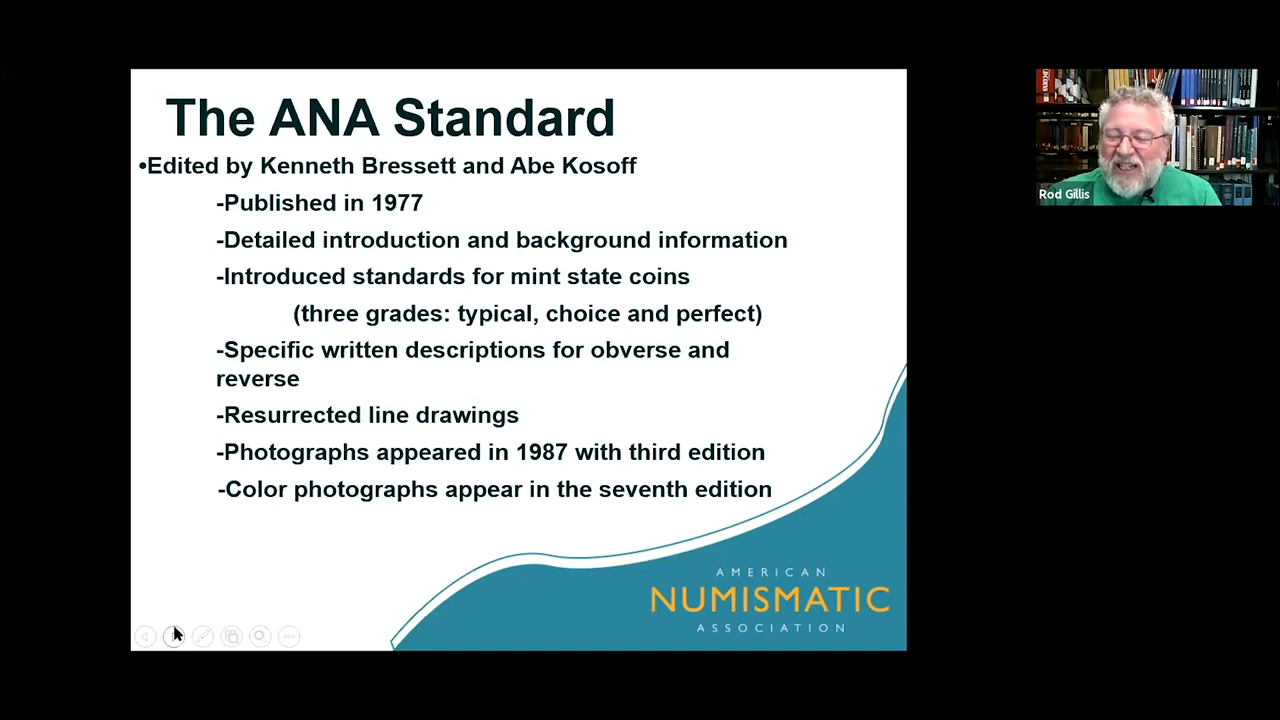 The ANA Standard
•Edited by Kenneth Bressett and Abe Kosoff
-Published in 1977
-Detailed introduction and background information
-Introduced standards for mint state coins
(three grades: typical, choice and perfect)
-Specific written descriptions for obverse and
reverse
-Resurrected line drawings
-Photographs appeared in 1987 with third edition
-Color photographs appear in the seventh edition
AMERICAN
NUMISMATIC
ASSOCIATION
Rod Gillis